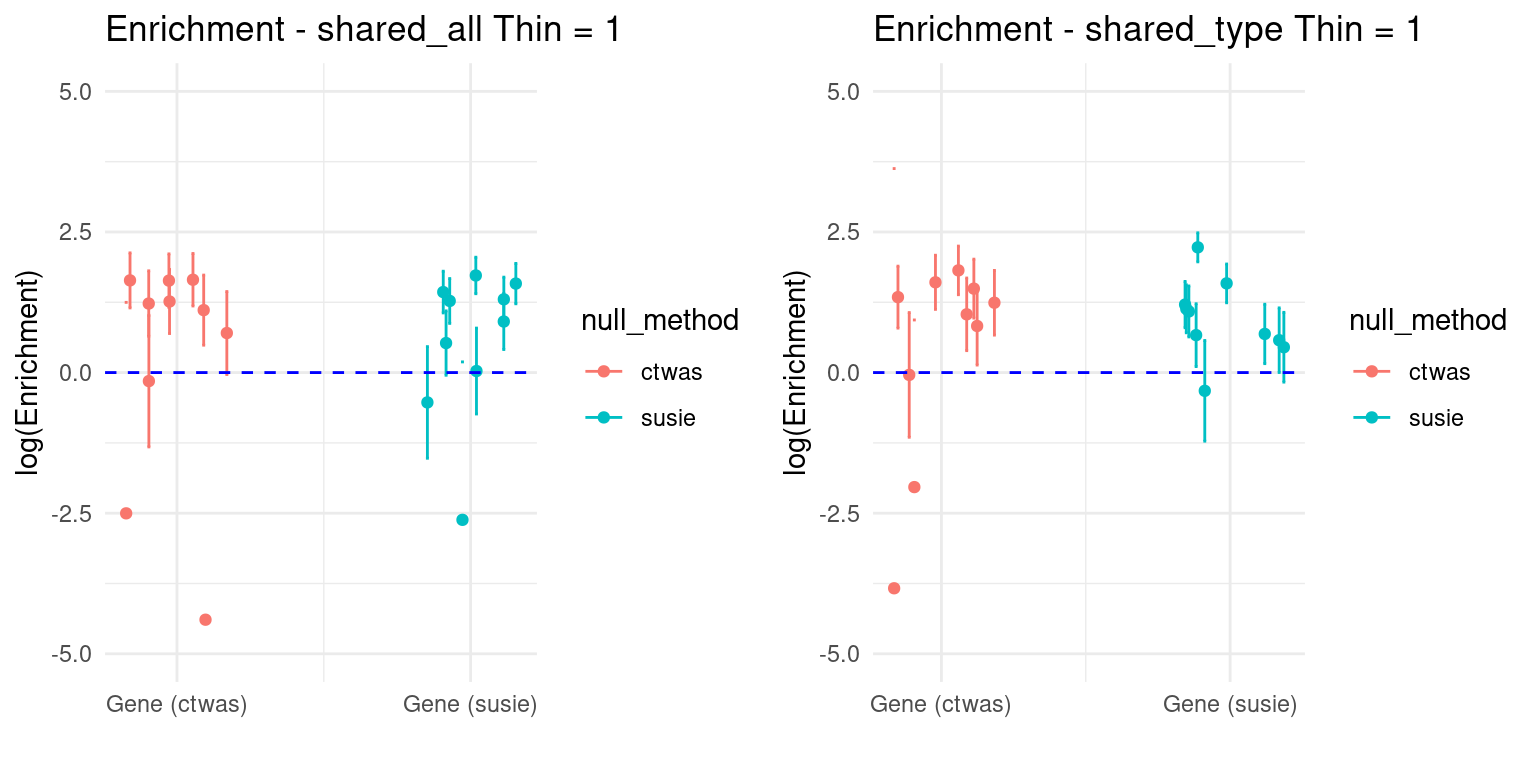 Enrichment - shared_all Thin = 1
log(Enrichment)
5.0
2.5
0.0
-2.5
-5.0
Gene (ctwas)
Gene (susie)
null_method
ctwas
susie
Enrichment - shared_type Thin = 1
log(Enrichment)
5.0
2.5
0.0
-2.5
-5.0
Gene (ctwas)
Gene (susie)
null_method
ctwas
susie